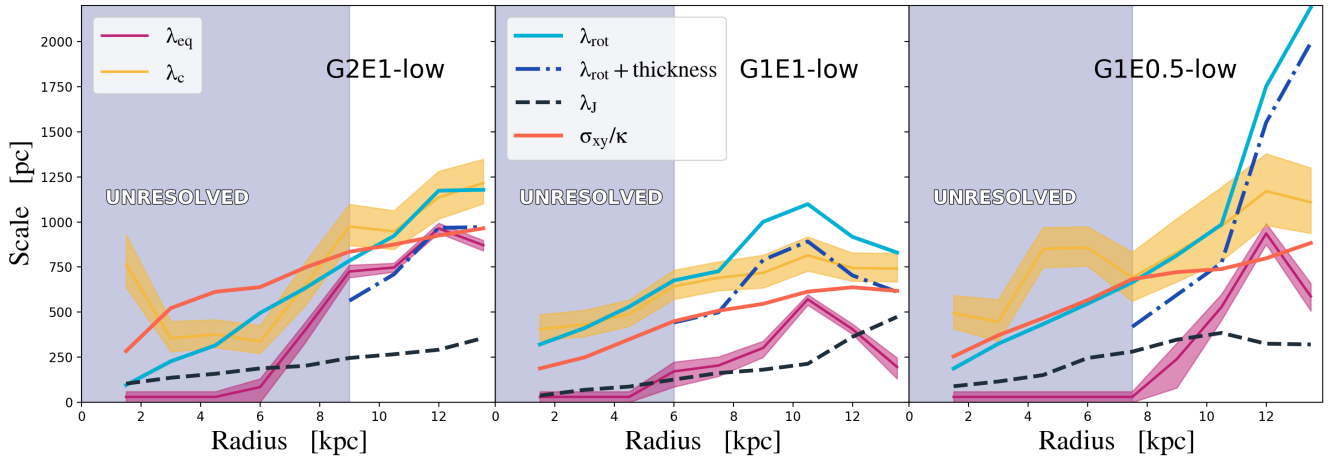 Scale [pc]
2000
1750
1500
1250
1000
750
500
250
0
λeq
λc
G2E1-low
UNRESOLVED
0 2 4 6 8 10 12
Radius [kpc]
λrot
λrot + thickness
λJ
σxy/κ
G1E1-low
UNRESOLVED
0 2 4 6 8 10 12
Radius [kpc]
G1E0.5-low
UNRESOLVED
0 2 4 6 8 10 12
Radius [kpc]